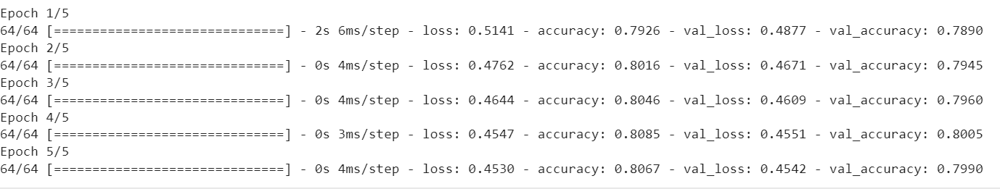 Epoch 1/5
64/64 [==============================] - 2s 6ms/step - loss: 0.5141 - accuracy: 0.7926 - val_loss: 0.4877 - val_accuracy: 0.7890
Epoch 2/5
64/64 [==============================] - 0s 4ms/step - loss: 0.4762 - accuracy: 0.8016 - val_loss: 0.4671 - val_accuracy: 0.7945
Epoch 3/5
64/64 [==============================] - 0s 4ms/step - loss: 0.4644 - accuracy: 0.8046 - val_loss: 0.4609 - val_accuracy: 0.7960
Epoch 4/5
64/64 [==============================] - 0s 3ms/step - loss: 0.4547 - accuracy: 0.8085 - val_loss: 0.4551 - val_accuracy: 0.8005
Epoch 5/5
64/64 [==============================] - 0s 4ms/step - loss: 0.4530 - accuracy: 0.8067 - val_loss: 0.4542 - val_accuracy: 0.7990